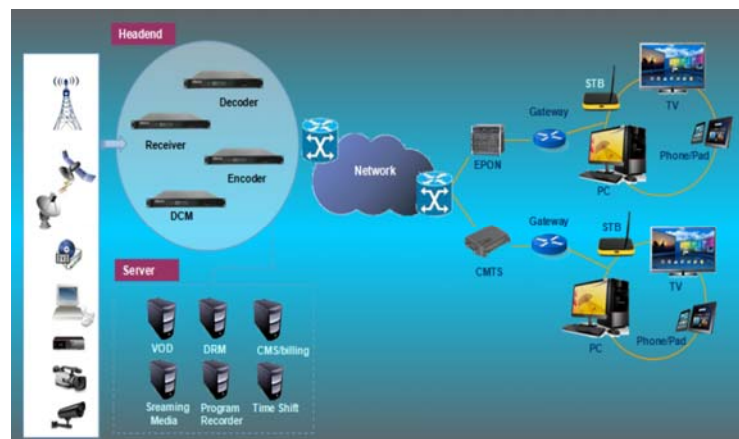 Headend
Decoder
Receiver
Encoder
DCM
Server
VOD
DRM
CMS/billing
Sreaming
Media
Program
Recorder
Time Shift
Network
EPON
Gateway
STB
TV
Phone/Pad
PC
CMTS
Gateway
STB
TV
Phone/Pad
PC